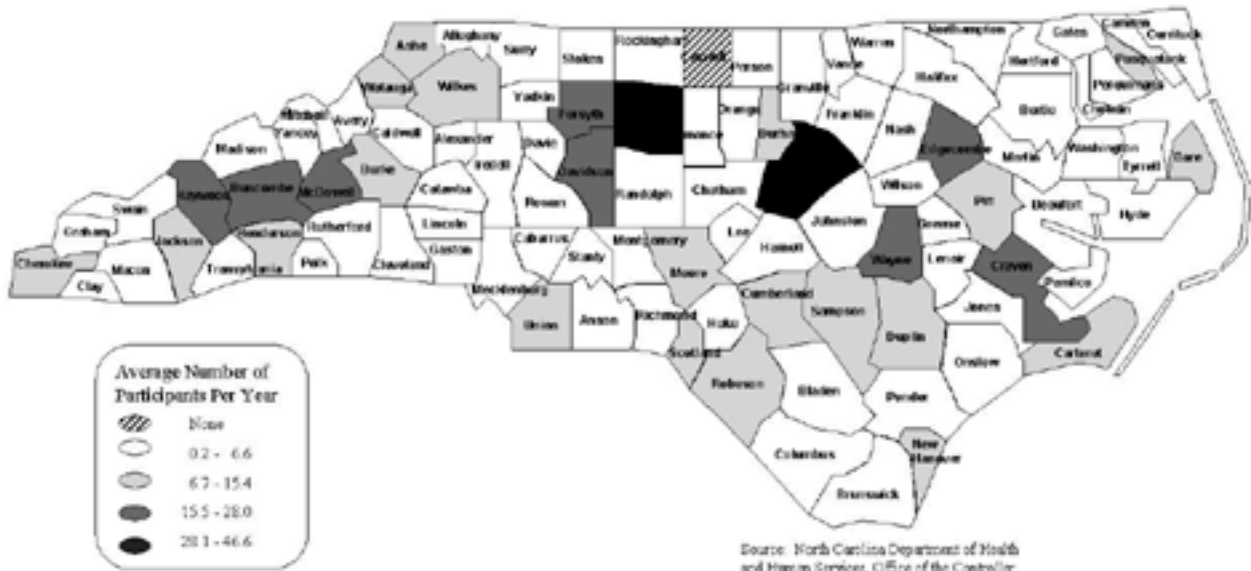 Ashe
Alleghany
Surry
Stokes
Rockingham
Person
Granville
Vance
Warren
Northampton
Gates
Camden
Currituck
Pasquotank
Perquimans
Chowan
Hertford
Halifax
Bertie
Watauga
Wilkes
Yadkin
Forsyth
Orange
Durham
Franklin
Nash
Edgecombe
Martin
Washington
Tyrrell
Dare
Mitchell
Avery
Yancey
Caldwell
Alexander
Iredell
Davie
Davidson
Randolph
Chatham
Wilson
Pitt
Beaufort
Hyde
Madison
Burke
Catawba
Rowan
Haywood
Buncombe
McDowell
Swain
Graham
Jackson
Henderson
Rutherford
Lincoln
Cabarrus
Montgomery
Lee
Harnett
Johnston
Greene
Wayne
Lenoir
Craven
Pamlico
Cherokee
Macon
Clay
Transylvania
Polk
Cleveland
Gaston
Stanly
Moore
Mecklenburg
Union
Anson
Richmond
Hoke
Cumberland
Sampson
Duplin
Jones
Onslow
Carteret
Scotland
Robeson
Bladen
Pender
Columbus
New
Hanover
Brunswick
Average Number of
Participants Per Year
None
0.2 - 6.6
6.7 - 15.4
15.5 - 28.0
28.1 - 46.6
Source: North Carolina Department of Health
and Human Services, Office of the Controller